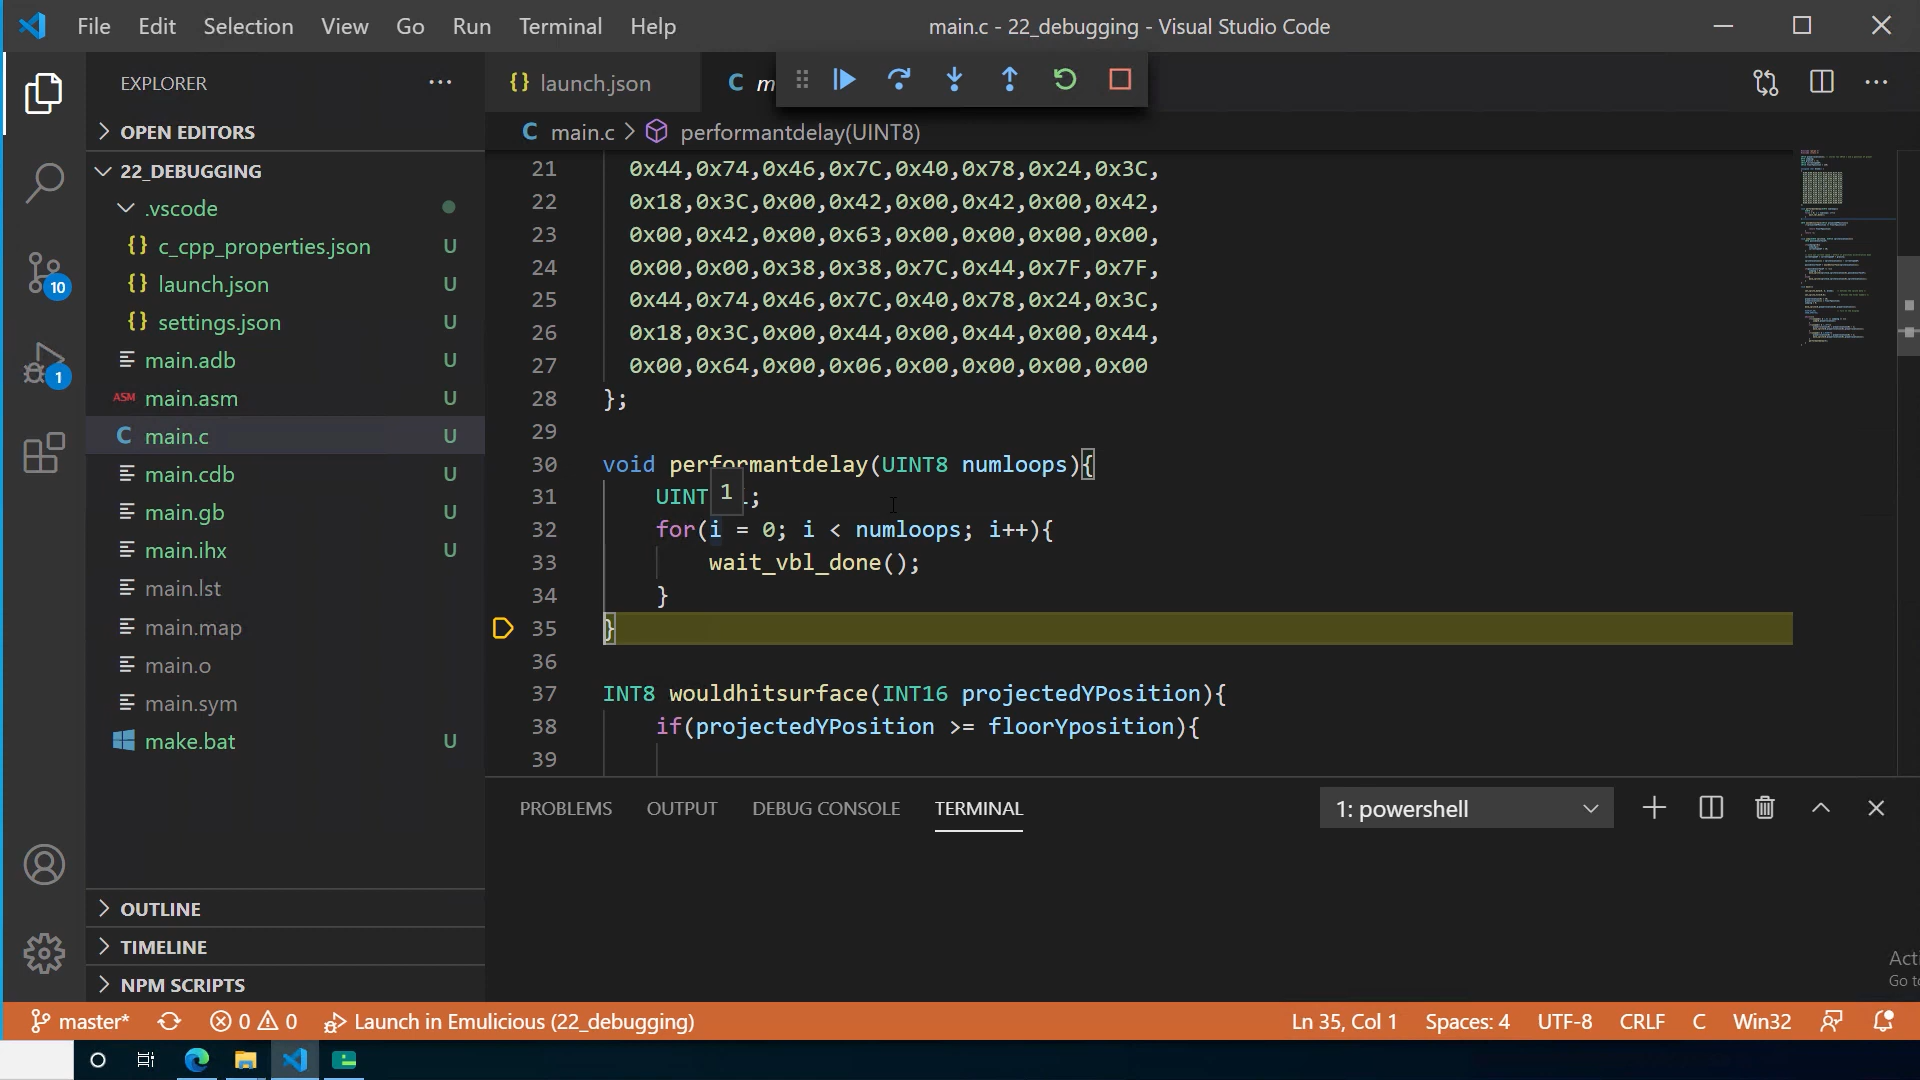 File Edit Selection View Go Run Terminal Help
main.c - 22_debugging - Visual Studio Code
EXPLORER
OPEN EDITORS
22_DEBUGGING
.vscode
{} c_cpp_properties.json U
{} launch.json U
{} settings.json U
main.adb U
ASM main.asm U
C main.c U
main.cdb U
main.gb U
main.ihx U
main.lst
main.map
main.o
main.sym
make.bat U
OUTLINE
TIMELINE
NPM SCRIPTS
10
1
{} launch.json
C m
C main.c > performantdelay(UINT8)
21 0x44,0x74,0x46,0x7C,0x40,0x78,0x24,0x3C,
22 0x18,0x3C,0x00,0x42,0x00,0x42,0x00,0x42,
23 0x00,0x42,0x00,0x63,0x00,0x00,0x00,0x00,
24 0x00,0x00,0x38,0x38,0x7C,0x44,0x7F,0x7F,
25 0x44,0x74,0x46,0x7C,0x40,0x78,0x24,0x3C,
26 0x18,0x3C,0x00,0x44,0x00,0x44,0x00,0x44,
27 0x00,0x64,0x00,0x06,0x00,0x00,0x00,0x00
28 };
29
30 void performantdelay(UINT8 numloops){
31 UINT ;
1
32 for(i = 0; i < numloops; i++){
33 wait_vbl_done();
34 }
35 }
36
37 INT8 wouldhitsurface(INT16 projectedYPosition){
38 if(projectedYPosition >= floorYposition){
39
PROBLEMS OUTPUT DEBUG CONSOLE TERMINAL
1: powershell
Acti
Go to
master* 0 0 Launch in Emulicious (22_debugging)
Ln 35, Col 1 Spaces: 4 UTF-8 CRLF C Win32